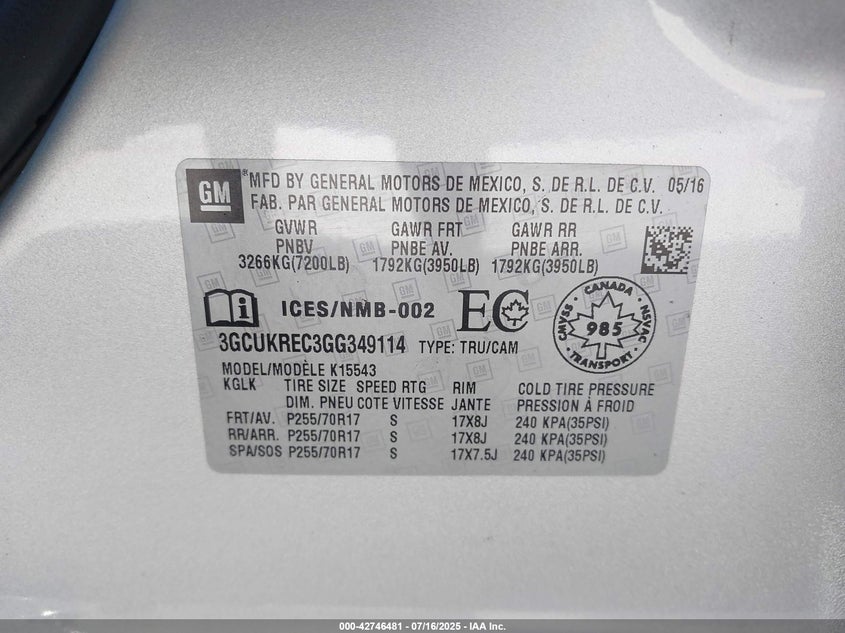 GM ® MFD BY GENERAL MOTORS DE MEXICO, S. DE R.L. DE C.V. 05/16
FAB. PAR GENERAL MOTORS DE MEXICO, S. DE R.L. DE C.V.
GVWR GAWR FRT GAWR RR
PNBV PNBE AV. PNBE ARR.
3266KG(7200LB) 1792KG(3950LB) 1792KG(3950LB)
i ICES/NMB-002 EC
CANADA
CMVSS 985 NSVAC
TRANSPORT
3GCUKREC3GG349114 TYPE: TRU/CAM
MODEL/MODÈLE K15543
KGLK TIRE SIZE SPEED RTG RIM COLD TIRE PRESSURE
DIM. PNEU COTE VITESSE JANTE PRESSION À FROID
FRT/AV. P255/70R17 S 17X8J 240 KPA(35PSI)
RR/ARR. P255/70R17 S 17X8J 240 KPA(35PSI)
SPA/SOS P255/70R17 S 17X7.5J 240 KPA(35PSI)
000-42746481 - 07/16/2025 - IAA Inc.